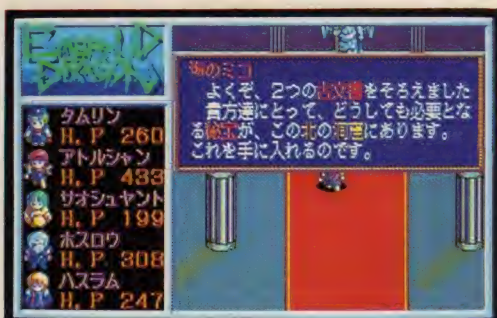 EMERALD
DRAGON
タムリン
H.P 260
アトルシャン
H.P 433
サオシュヤント
H.P 199
ホスロウ
H.P 308
ハスラム
H.P 247
のミコ
よくぞ、2つの古文書をそろえました
貴方達にとって、どうしても必要とな
る秘宝が、この北の洞窟にあります。
これを手に入れるのです。